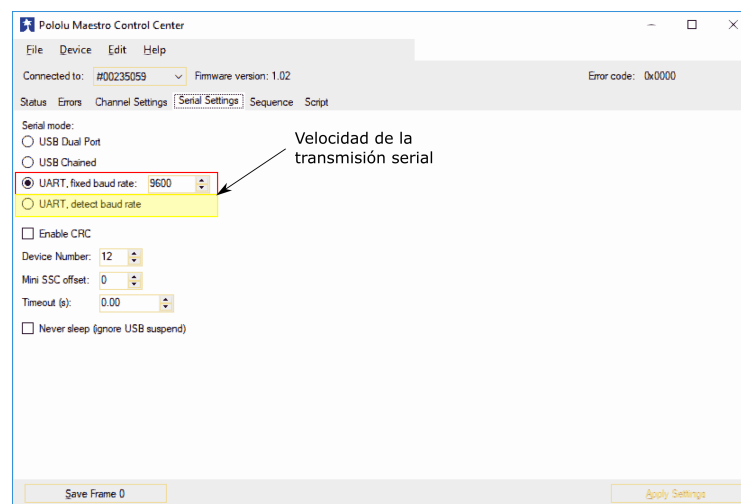 Pololu Maestro Control Center
File Device Edit Help
Connected to: #00235059 Firmware version: 1.02 Error code: 0x0000
Status Errors Channel Settings Serial Settings Sequence Script
Serial mode:
USB Dual Port
USB Chained
UART, fixed baud rate: 9600
UART, detect baud rate
Velocidad de la
transmisión serial
Enable CRC
Device Number: 12
Mini SSC offset: 0
Timeout (s): 0.00
Never sleep (ignore USB suspend)
Save Frame 0 Apply Settings